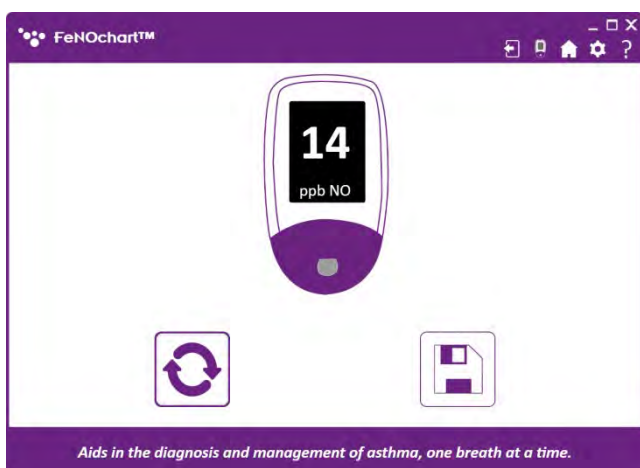 FeNOchart™
14
ppb NO
Aids in the diagnosis and management of asthma, one breath at a time.